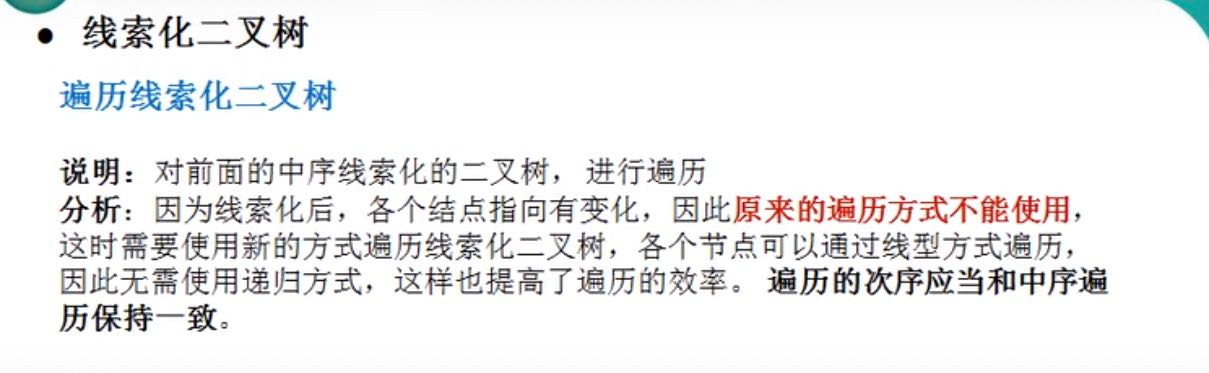 ● 线索化二叉树
遍历线索化二叉树
说明：对前面的中序线索化的二叉树， 进行遍历
分析：因为线索化后，各个结点指向有变化，因此原来的遍历方式不能使用，
这时需要使用新的方式遍历线索化二叉树，各个节点可以通过线型方式遍历，
因此无需使用递归方式，这样也提高了遍历的效率。 遍历的次序应当和中序遍
历保持一致。